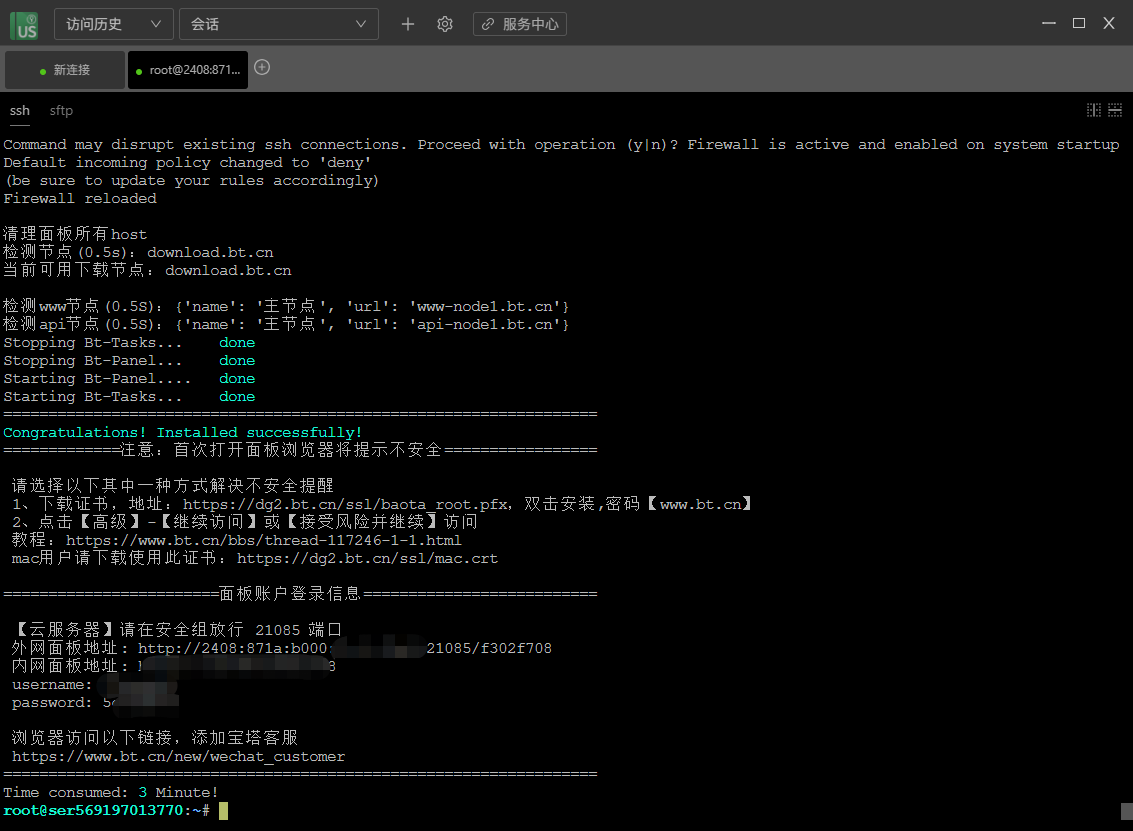 US
访问历史
会话
服务中心
新连接
root@2408:871...
ssh
sftp
Command may disrupt existing ssh connections. Proceed with operation (y|n)? Firewall is active and enabled on system startup
Default incoming policy changed to 'deny'
(be sure to update your rules accordingly)
Firewall reloaded
清理面板所有host
检测节点(0.5s): download.bt.cn
当前可用下载节点: download.bt.cn
检测www节点(0.5S): {'name': '主节点', 'url': 'www-node1.bt.cn'}
检测api节点(0.5S): {'name': '主节点', 'url': 'api-node1.bt.cn'}
Stopping Bt-Tasks... done
Stopping Bt-Panel... done
Starting Bt-Panel.... done
Starting Bt-Tasks... done
==================================================================
Congratulations! Installed successfully!
=============注意：首次打开面板浏览器将提示不安全=================
请选择以下其中一种方式解决不安全提醒
1、下载证书，地址：https://dg2.bt.cn/ssl/baota_root.pfx，双击安装,密码【www.bt.cn】
2、点击【高级】-【继续访问】或【接受风险并继续】访问
教程：https://www.bt.cn/bbs/thread-117246-1-1.html
mac用户请下载使用此证书：https://dg2.bt.cn/ssl/mac.crt
========================面板账户登录信息==========================
【云服务器】请在安全组放行 21085 端口
外网面板地址: http://2408:871a:b000: 21085/f302f708
内网面板地址: 8
username:
password: 5
浏览器访问以下链接，添加宝塔客服
https://www.bt.cn/new/wechat_customer
==================================================================
Time consumed: 3 Minute!
root@ser569197013770:~#